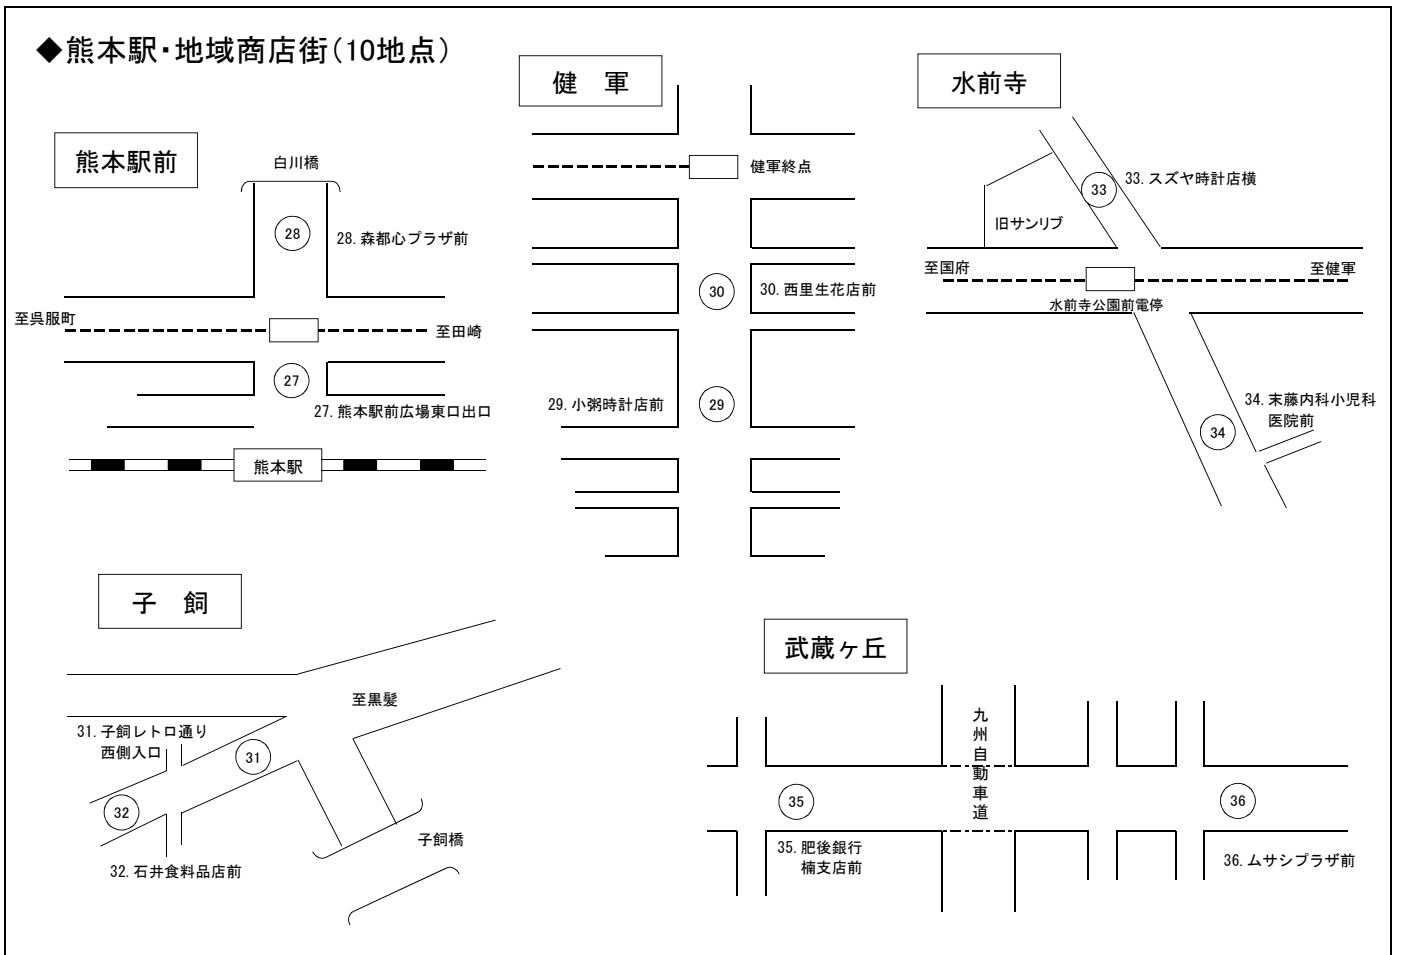 ◆熊本駅・地域商店街(10地点)
熊本駅前
白川橋
28
28.森都心プラザ前
至呉服町
至田崎
27
27.熊本駅前広場東口出口
熊本駅
健 軍
健軍終点
30
30.西里生花店前
29.小粥時計店前
29
水前寺
33
33.スズヤ時計店横
旧サンリブ
至国府
至健軍
水前寺公園前電停
34.末藤内科小児科
医院前
34
子 飼
至黒髪
31.子飼レトロ通り
西側入口
31
32
子飼橋
32.石井食料品店前
武蔵ヶ丘
九州自動車道
35
36
35.肥後銀行
楠支店前
36.ムサシプラザ前